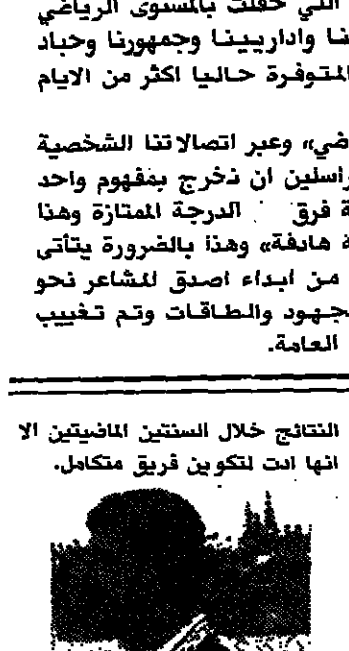 التي حفلت بالمستوى الرياضي
نا واداريينا وجمهورنا وحباد
المتوفرة حاليا اكثر من الايام
ضي» وعبر اتصالاتنا الشخصية
راسلين ان نخرج بمفهوم واحد
ة فرق الدرجة الممتازة وهذا
ة هادفة» وهذا بالضرورة يتأتى
من ابداء اصدق المشاعر نحو
جهود والطاقات وتم تغييب
العامة.
النتائج خلال السنتين الماضيتين الا
انها ادت لتكوين فريق متكامل.